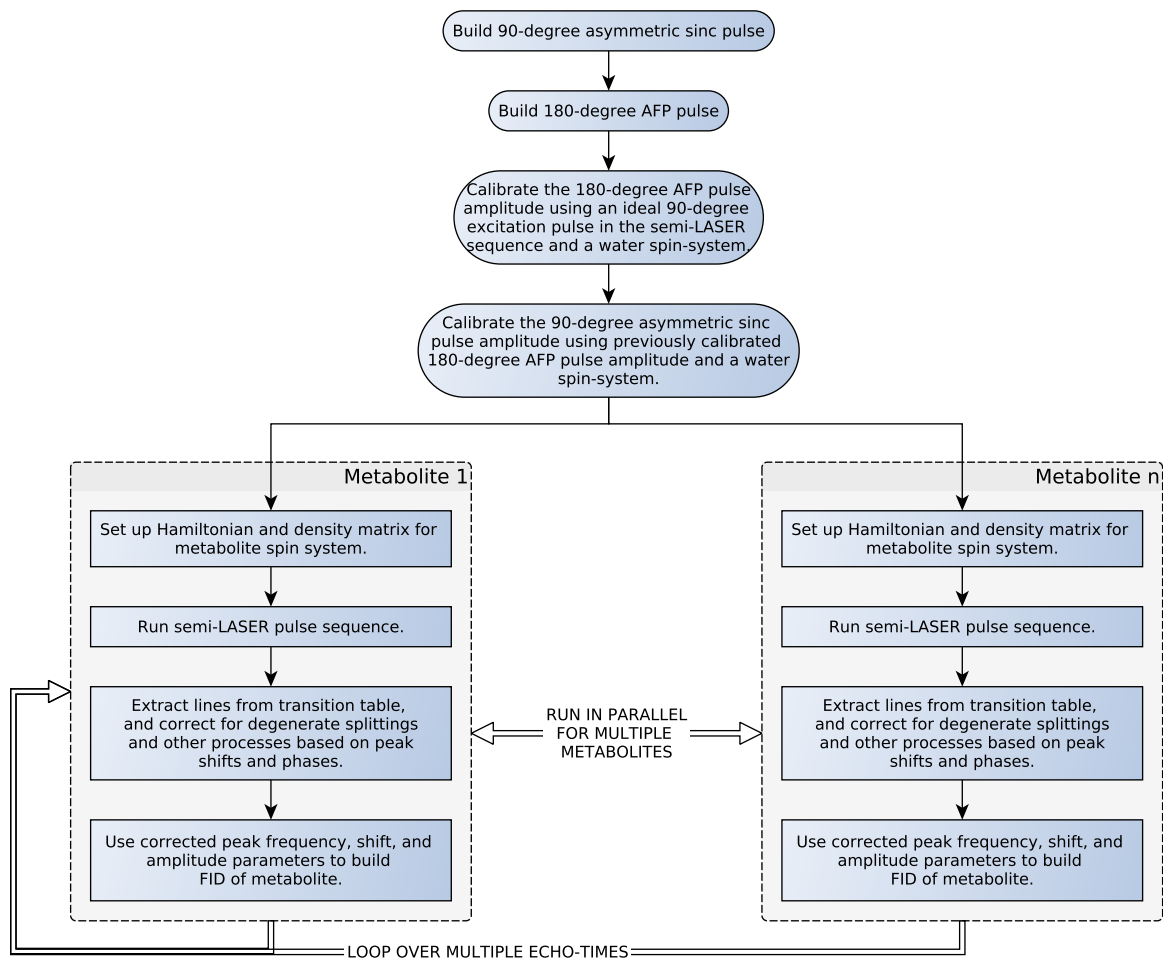 Build 90-degree asymmetric sinc pulse
Build 180-degree AFP pulse
Calibrate the 180-degree AFP pulse
amplitude using an ideal 90-degree
excitation pulse in the semi-LASER
sequence and a water spin-system.
Calibrate the 90-degree asymmetric sinc
pulse amplitude using previously calibrated
180-degree AFP pulse amplitude and a water
spin-system.
Metabolite 1
Set up Hamiltonian and density matrix for
metabolite spin system.
Run semi-LASER pulse sequence.
Extract lines from transition table,
and correct for degenerate splittings
and other processes based on peak
shifts and phases.
Use corrected peak frequency, shift, and
amplitude parameters to build
FID of metabolite.
RUN IN PARALLEL
FOR MULTIPLE
METABOLITES
Metabolite n
Set up Hamiltonian and density matrix for
metabolite spin system.
Run semi-LASER pulse sequence.
Extract lines from transition table,
and correct for degenerate splittings
and other processes based on peak
shifts and phases.
Use corrected peak frequency, shift, and
amplitude parameters to build
FID of metabolite.
LOOP OVER MULTIPLE ECHO-TIMES